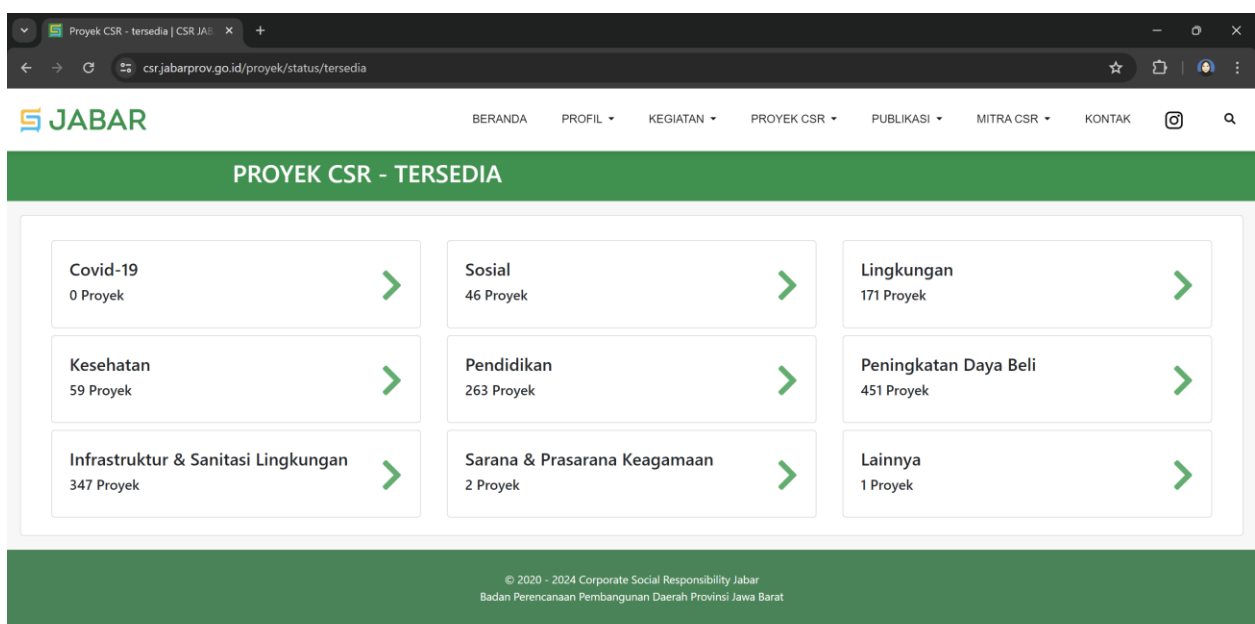 Proyek CSR - tersedia | CSR JAB
csr.jabarprov.go.id/proyek/status/tersedia
JABAR
BERANDA PROFIL KEGIATAN PROYEK CSR PUBLIKASI MITRA CSR KONTAK
PROYEK CSR - TERSEDIA
Covid-19
0 Proyek
Sosial
46 Proyek
Lingkungan
171 Proyek
Kesehatan
59 Proyek
Pendidikan
263 Proyek
Peningkatan Daya Beli
451 Proyek
Infrastruktur & Sanitasi Lingkungan
347 Proyek
Sarana & Prasarana Keagamaan
2 Proyek
Lainnya
1 Proyek
© 2020 - 2024 Corporate Social Responsibility Jabar
Badan Perencanaan Pembangunan Daerah Provinsi Jawa Barat